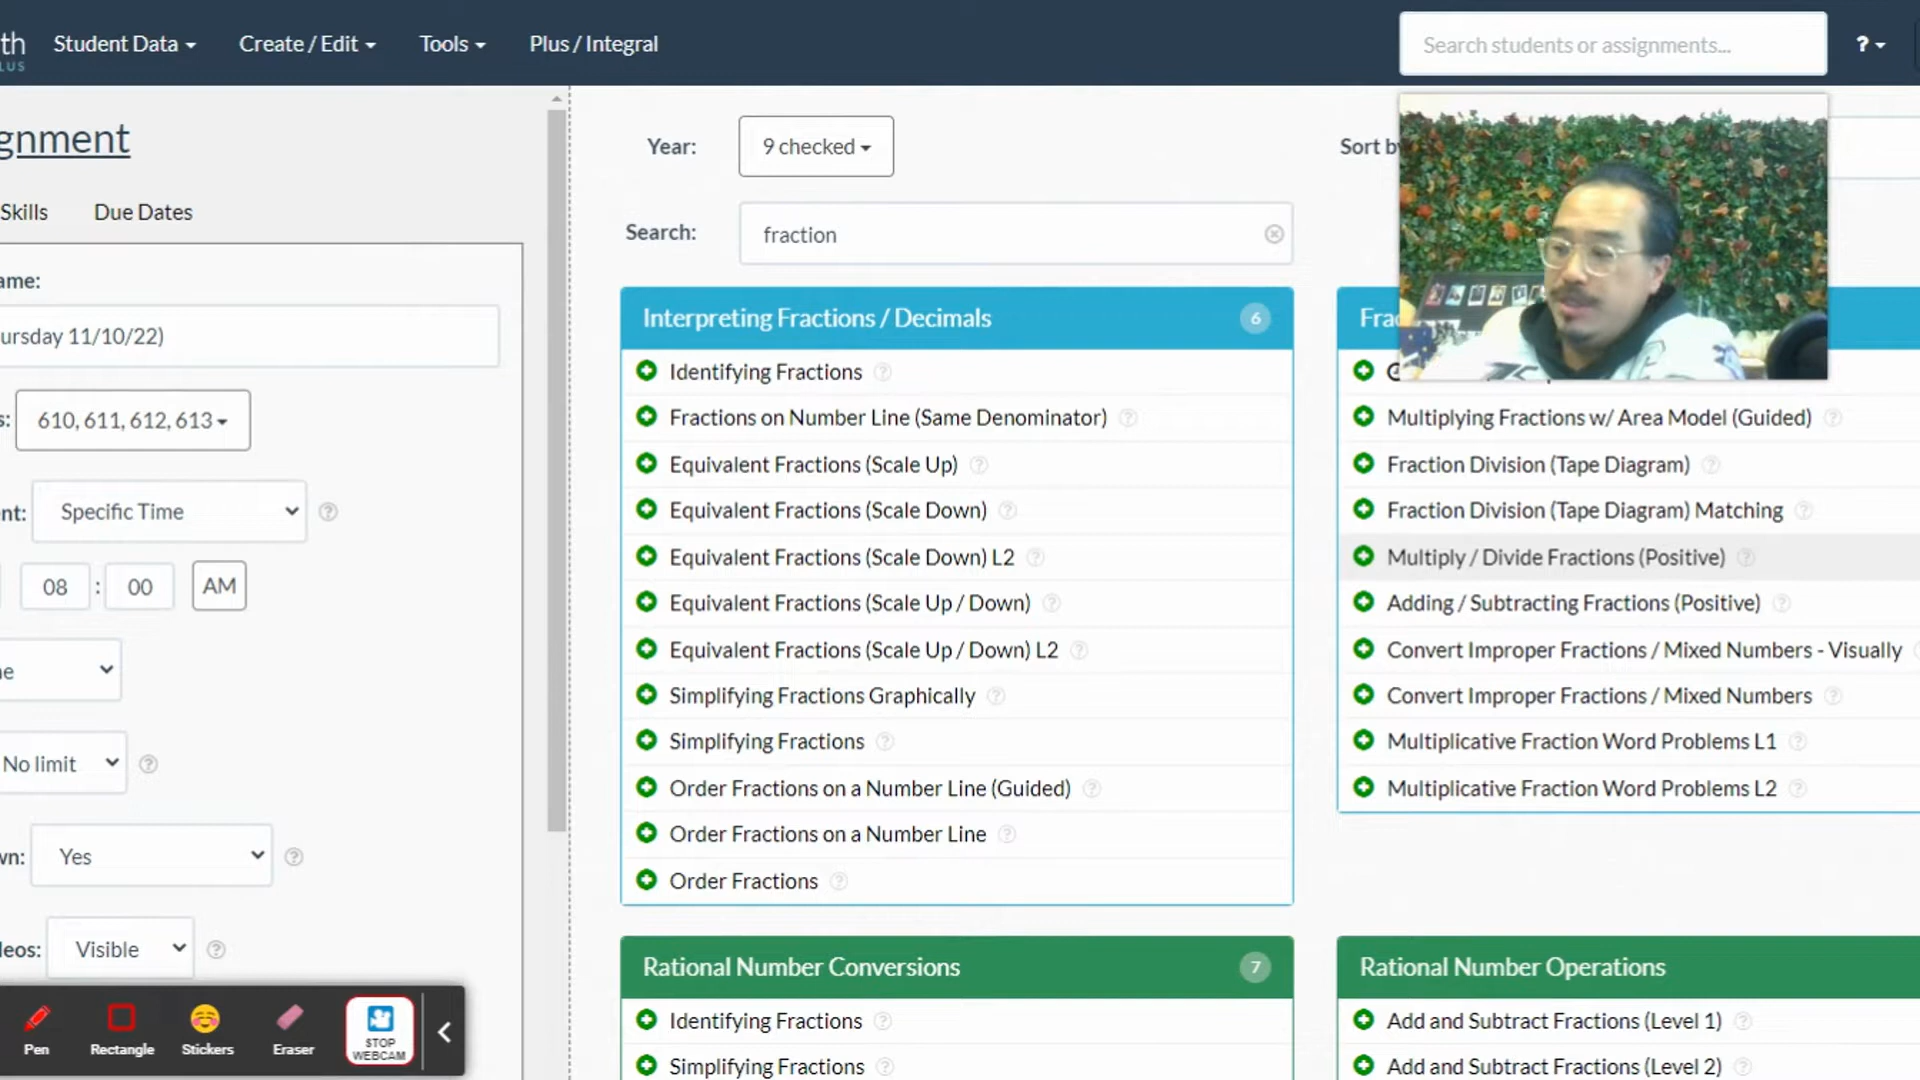 th
LUS
Student Data
Create / Edit
Tools
Plus / Integral
Search students or assignments...
?
gnment
Skills
Due Dates
ame:
ursday 11/10/22)
s:
610, 611, 612, 613
nt:
Specific Time
08 : 00 AM
ne
No limit
wn:
Yes
leos:
Visible
Pen
Rectangle
Stickers
Eraser
STOP
WEBCAM
Year:
9 checked
Sort by
Search:
fraction
Interpreting Fractions / Decimals
6
Identifying Fractions
Fractions on Number Line (Same Denominator)
Equivalent Fractions (Scale Up)
Equivalent Fractions (Scale Down)
Equivalent Fractions (Scale Down) L2
Equivalent Fractions (Scale Up / Down)
Equivalent Fractions (Scale Up / Down) L2
Simplifying Fractions Graphically
Simplifying Fractions
Order Fractions on a Number Line (Guided)
Order Fractions on a Number Line
Order Fractions
Frac
Multiplying Fractions w/ Area Model (Guided)
Fraction Division (Tape Diagram)
Fraction Division (Tape Diagram) Matching
Multiply / Divide Fractions (Positive)
Adding / Subtracting Fractions (Positive)
Convert Improper Fractions / Mixed Numbers - Visually
Convert Improper Fractions / Mixed Numbers
Multiplicative Fraction Word Problems L1
Multiplicative Fraction Word Problems L2
Rational Number Conversions
7
Identifying Fractions
Simplifying Fractions
Rational Number Operations
Add and Subtract Fractions (Level 1)
Add and Subtract Fractions (Level 2)